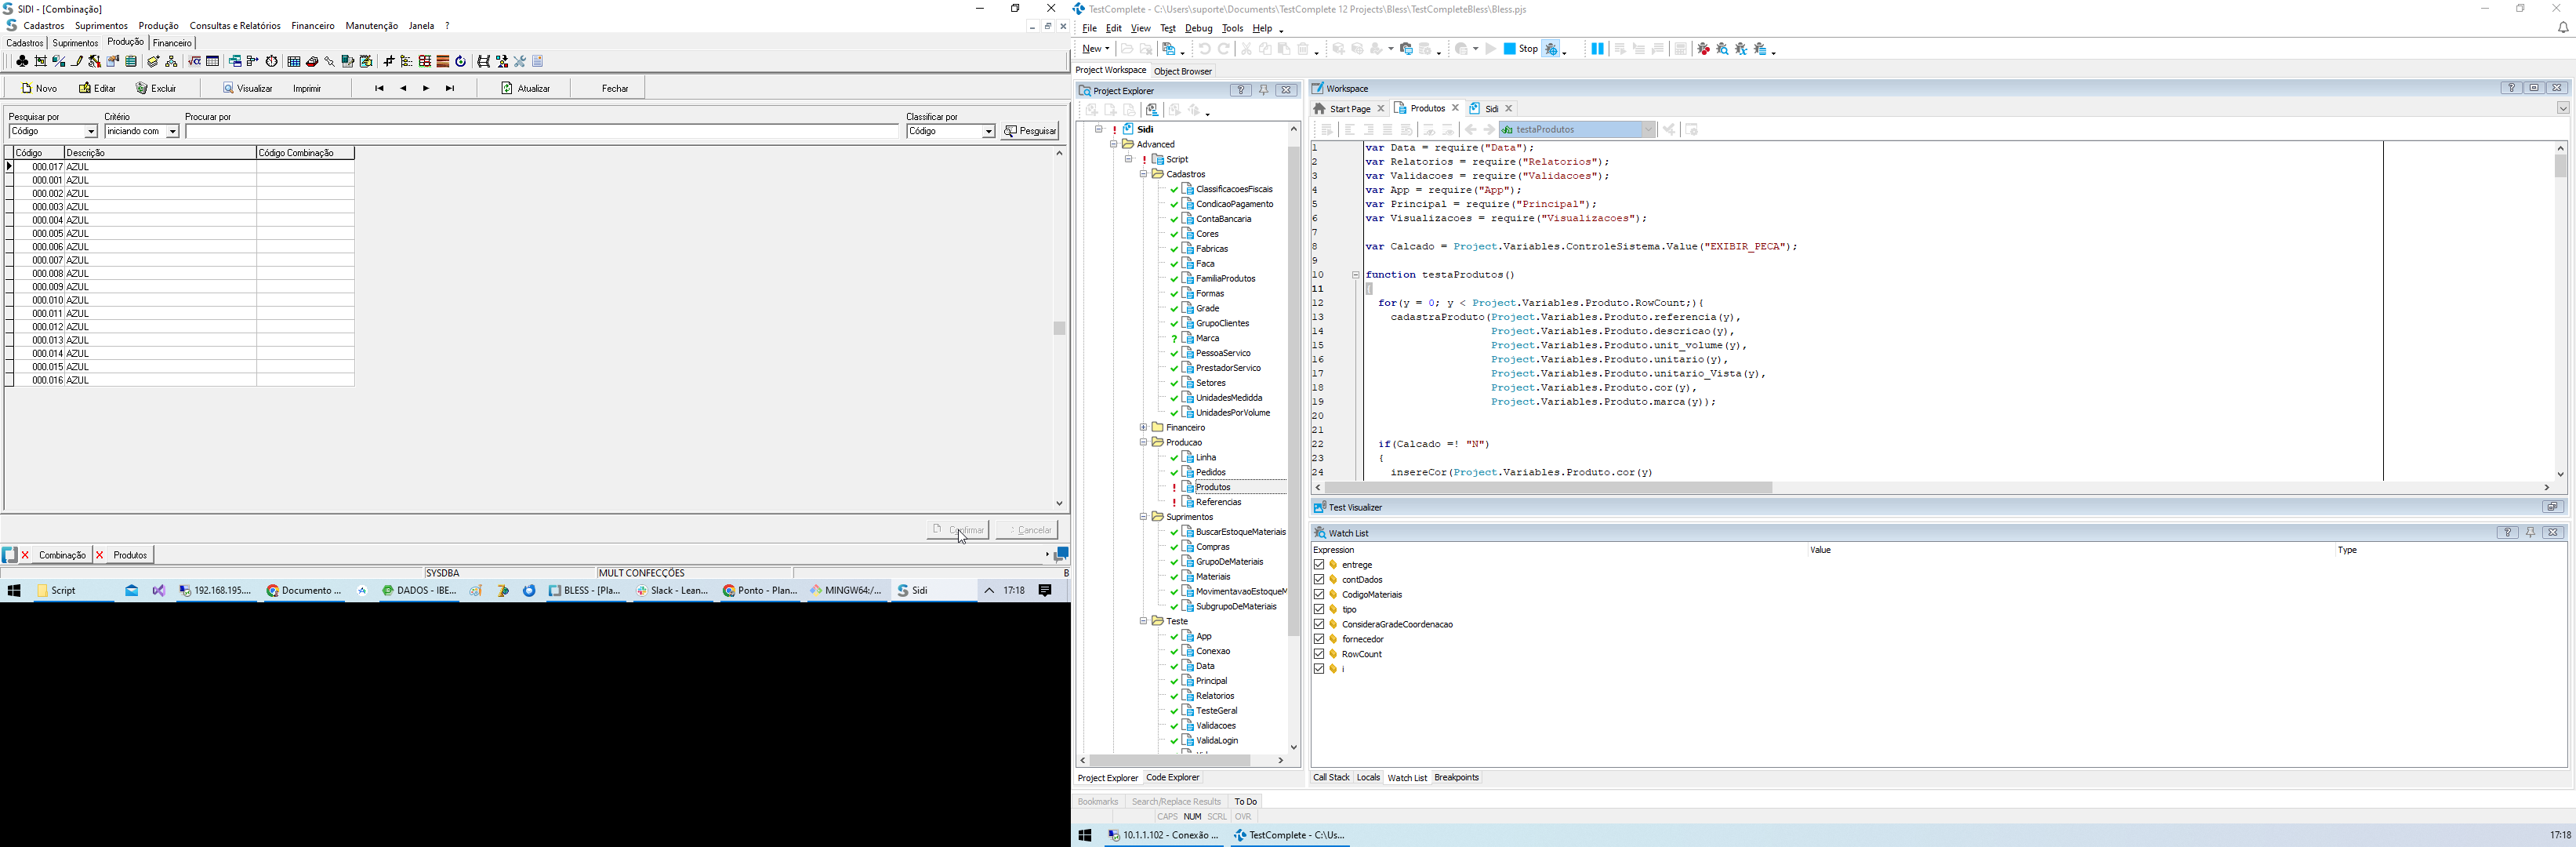 SIDI - [Combinação]
Cadastros Suprimentos Produção Consultas e Relatórios Financeiro Manutenção Janela ?
Cadastros Suprimentos Produção Financeiro
Novo Editar Excluir Visualizar Imprimir Atualizar Fechar
Pesquisar por Critério Procurar por Classificar por
Código iniciando com Código Pesquisar
Código Descrição Código Combinação
000.017 AZUL
000.001 AZUL
000.002 AZUL
000.003 AZUL
000.004 AZUL
000.005 AZUL
000.006 AZUL
000.007 AZUL
000.008 AZUL
000.009 AZUL
000.010 AZUL
000.011 AZUL
000.012 AZUL
000.013 AZUL
000.014 AZUL
000.015 AZUL
000.016 AZUL
Confirmar Cancelar
Combinação Produtos
SYSDBA MULT CONFECÇÕES B
Script 192.168.195.... Documento ... DADOS - IBE... BLESS - [Pla... Slack - Lean... Ponto - Plan... MINGW64:/... Sidi 17:18
TestComplete - C:\Users\suporte\Documents\TestComplete 12 Projects\Bless\TestCompleteBless\Bless.pjs
File Edit View Test Debug Tools Help
New Stop
Project Workspace Object Browser
Project Explorer
Sidi
Advanced
Script
Cadastros
ClassificacoesFiscais
CondicaoPagamento
ContaBancaria
Cores
Fabricas
Faca
FamiliaProdutos
Formas
Grade
GrupoClientes
Marca
PessoaServico
PrestadorServico
Setores
UnidadesMedidda
UnidadesPorVolume
Financeiro
Producao
Linha
Pedidos
Produtos
Referencias
Suprimentos
BuscarEstoqueMateriais
Compras
GrupoDeMateriais
Materiais
MovimentavaoEstoqueM
SubgrupoDeMateriais
Teste
App
Conexao
Data
Principal
Relatorios
TesteGeral
Validacoes
ValidaLogin
Project Explorer Code Explorer
Workspace
Start Page Produtos Sidi
testaProdutos
1 var Data = require("Data");
2 var Relatorios = require("Relatorios");
3 var Validacoes = require("Validacoes");
4 var App = require("App");
5 var Principal = require("Principal");
6 var Visualizacoes = require("Visualizacoes");
7
8 var Calcado = Project.Variables.ControleSistema.Value("EXIBIR_PECA");
9
10 function testaProdutos()
11 {
12 for(y = 0; y < Project.Variables.Produto.RowCount;){
13 cadastraProduto(Project.Variables.Produto.referencia(y),
14 Project.Variables.Produto.descricao(y),
15 Project.Variables.Produto.unit_volume(y),
16 Project.Variables.Produto.unitario(y),
17 Project.Variables.Produto.unitario_Vista(y),
18 Project.Variables.Produto.cor(y),
19 Project.Variables.Produto.marca(y));
20
21
22 if(Calcado =! "N")
23 {
24 insereCor(Project.Variables.Produto.cor(y)
Test Visualizer
Watch List
Expression Value Type
entrege
contDados
CodigoMateriais
tipo
ConsideraGradeCoordenacao
fornecedor
RowCount
i
Call Stack Locals Watch List Breakpoints
Bookmarks Search/Replace Results To Do
CAPS NUM SCRL OVR
10.1.1.102 - Conexão ... TestComplete - C:\Us... 17:18